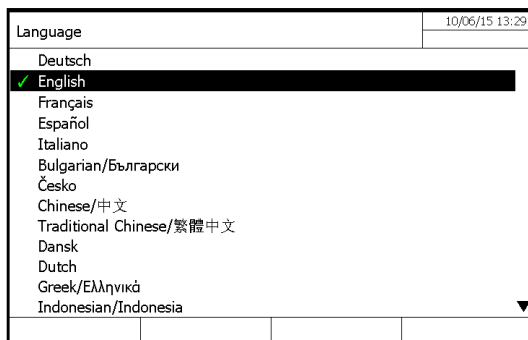 Language
10/06/15 13:29
Deutsch
✓ English
Français
Español
Italiano
Bulgarian/Български
Česko
Chinese/中文
Traditional Chinese/繁體中文
Dansk
Dutch
Greek/Ελληνικά
Indonesian/Indonesia